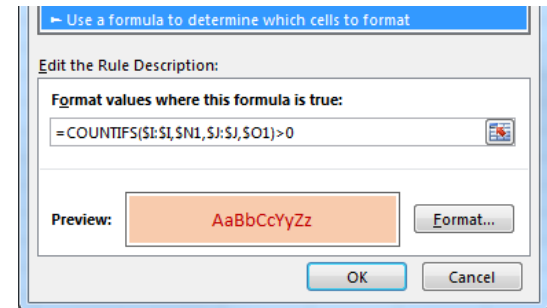 ► Use a formula to determine which cells to format
Edit the Rule Description:
Format values where this formula is true:
=COUNTIFS($I:$I,$N1,$J:$J,$O1)>0
Preview:
AaBbCcYyZz
Format...
OK
Cancel